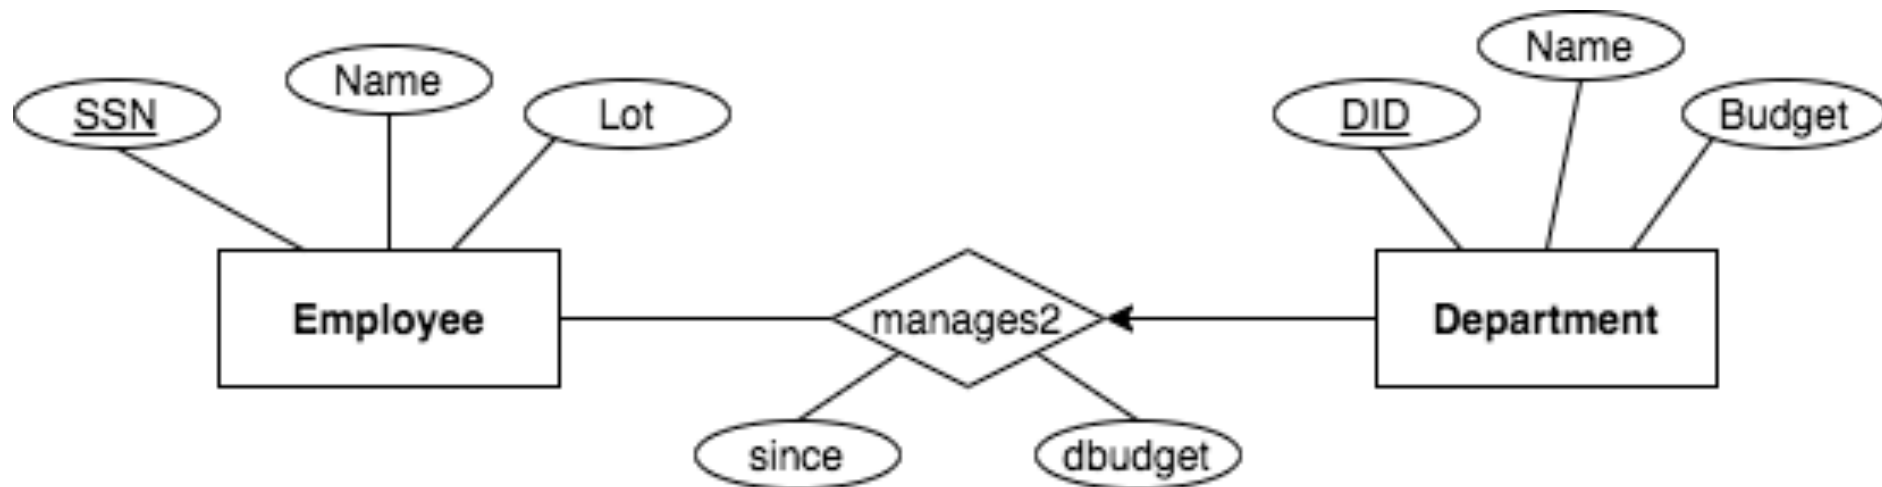 SSN
Name
Lot
DID
Name
Budget
Employee
manages2
Department
since
dbudget